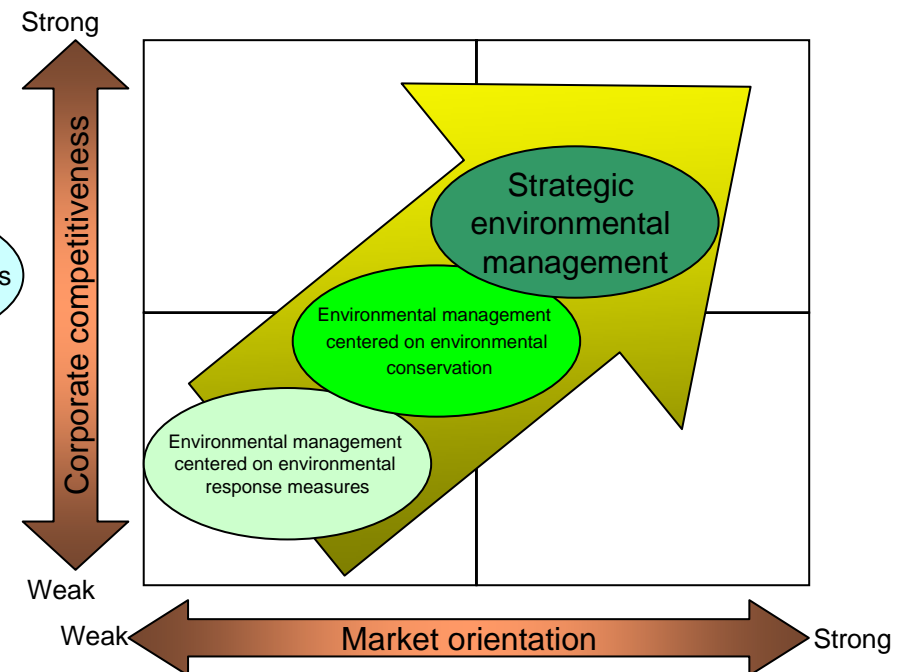 Strong
Corporate competitiveness
s
Strategic
environmental
management
Environmental management
centered on environmental
conservation
Environmental management
centered on environmental
response measures
Weak
Weak
Market orientation
Strong